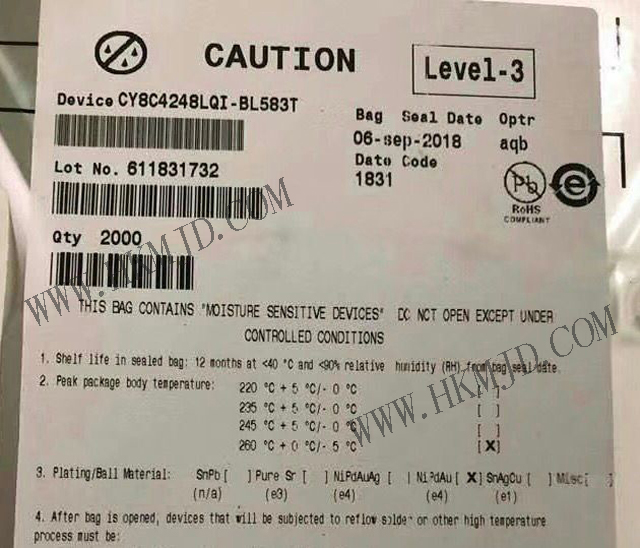 CAUTION
Level-3
Device CY8C4248LQI-BL583T
Bag Seal Date Optr
06-sep-2018 aqb
Lot No. 611831732
Date Code
1831
Pb
e
RoHS
COMPLIANT
Qty 2000
WWW.HKMJD.COM
THIS BAG CONTAINS "MOISTURE SENSITIVE DEVICES" DO NOT OPEN EXCEPT UNDER
CONTROLLED CONDITIONS
1. Shelf life in sealed bag: 12 months at <40 °C and <90% relative humidity (RH) from bag seal date.
2. Peak package body temperature: 220 °C + 5 °C/- 0 °C [ ]
235 °C + 5 °C/- 0 °C [ ]
245 °C + 5 °C/- 0 °C [ ]
260 °C + 0 °C/- 5 °C [ X]
WWW.HKMJD.COM
3. Plating/Ball Material: SnPb [ ] Pure Sn [ ] NiPdAuAg [ ] NiPdAu [ X] SnAgCu [ ] Misc[ ]
(n/a) (e3) (e4) (e4) (e1)
4. After bag is opened, devices that will be subjected to reflow solder or other high temperature
process must be: